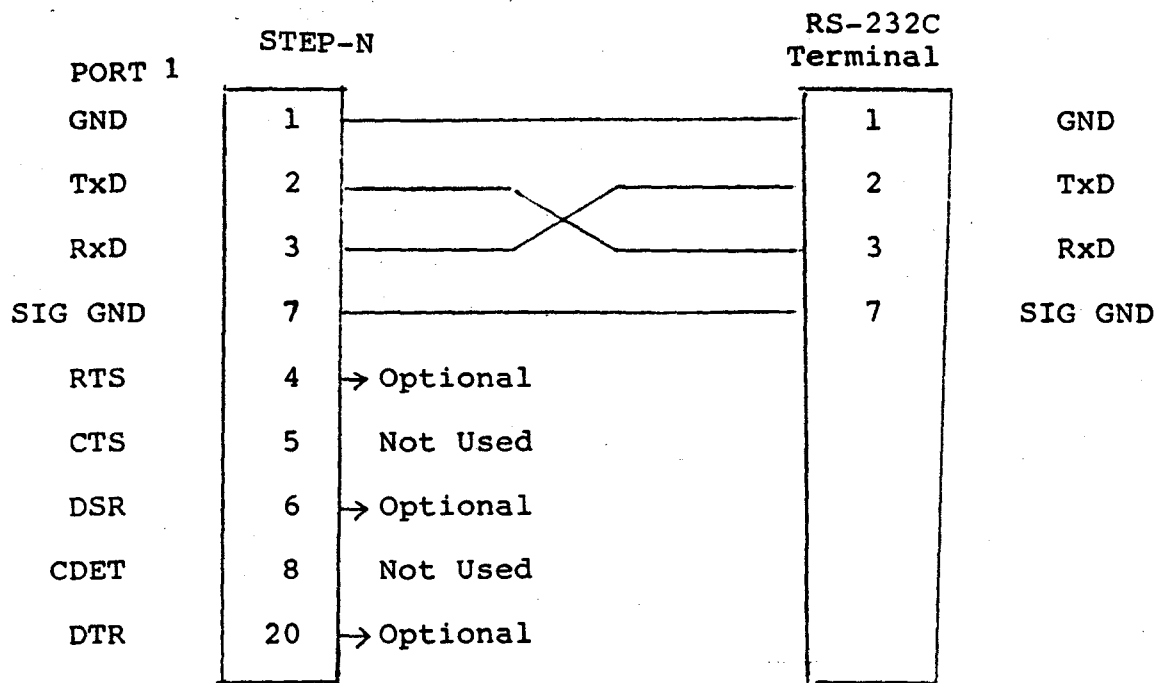 STEP-N RS-232C
Terminal
PORT 1
GND 1 1 GND
TxD 2 2 TxD
RxD 3 3 RxD
SIG GND 7 7 SIG GND
RTS 4 Optional
CTS 5 Not Used
DSR 6 Optional
CDET 8 Not Used
DTR 20 Optional